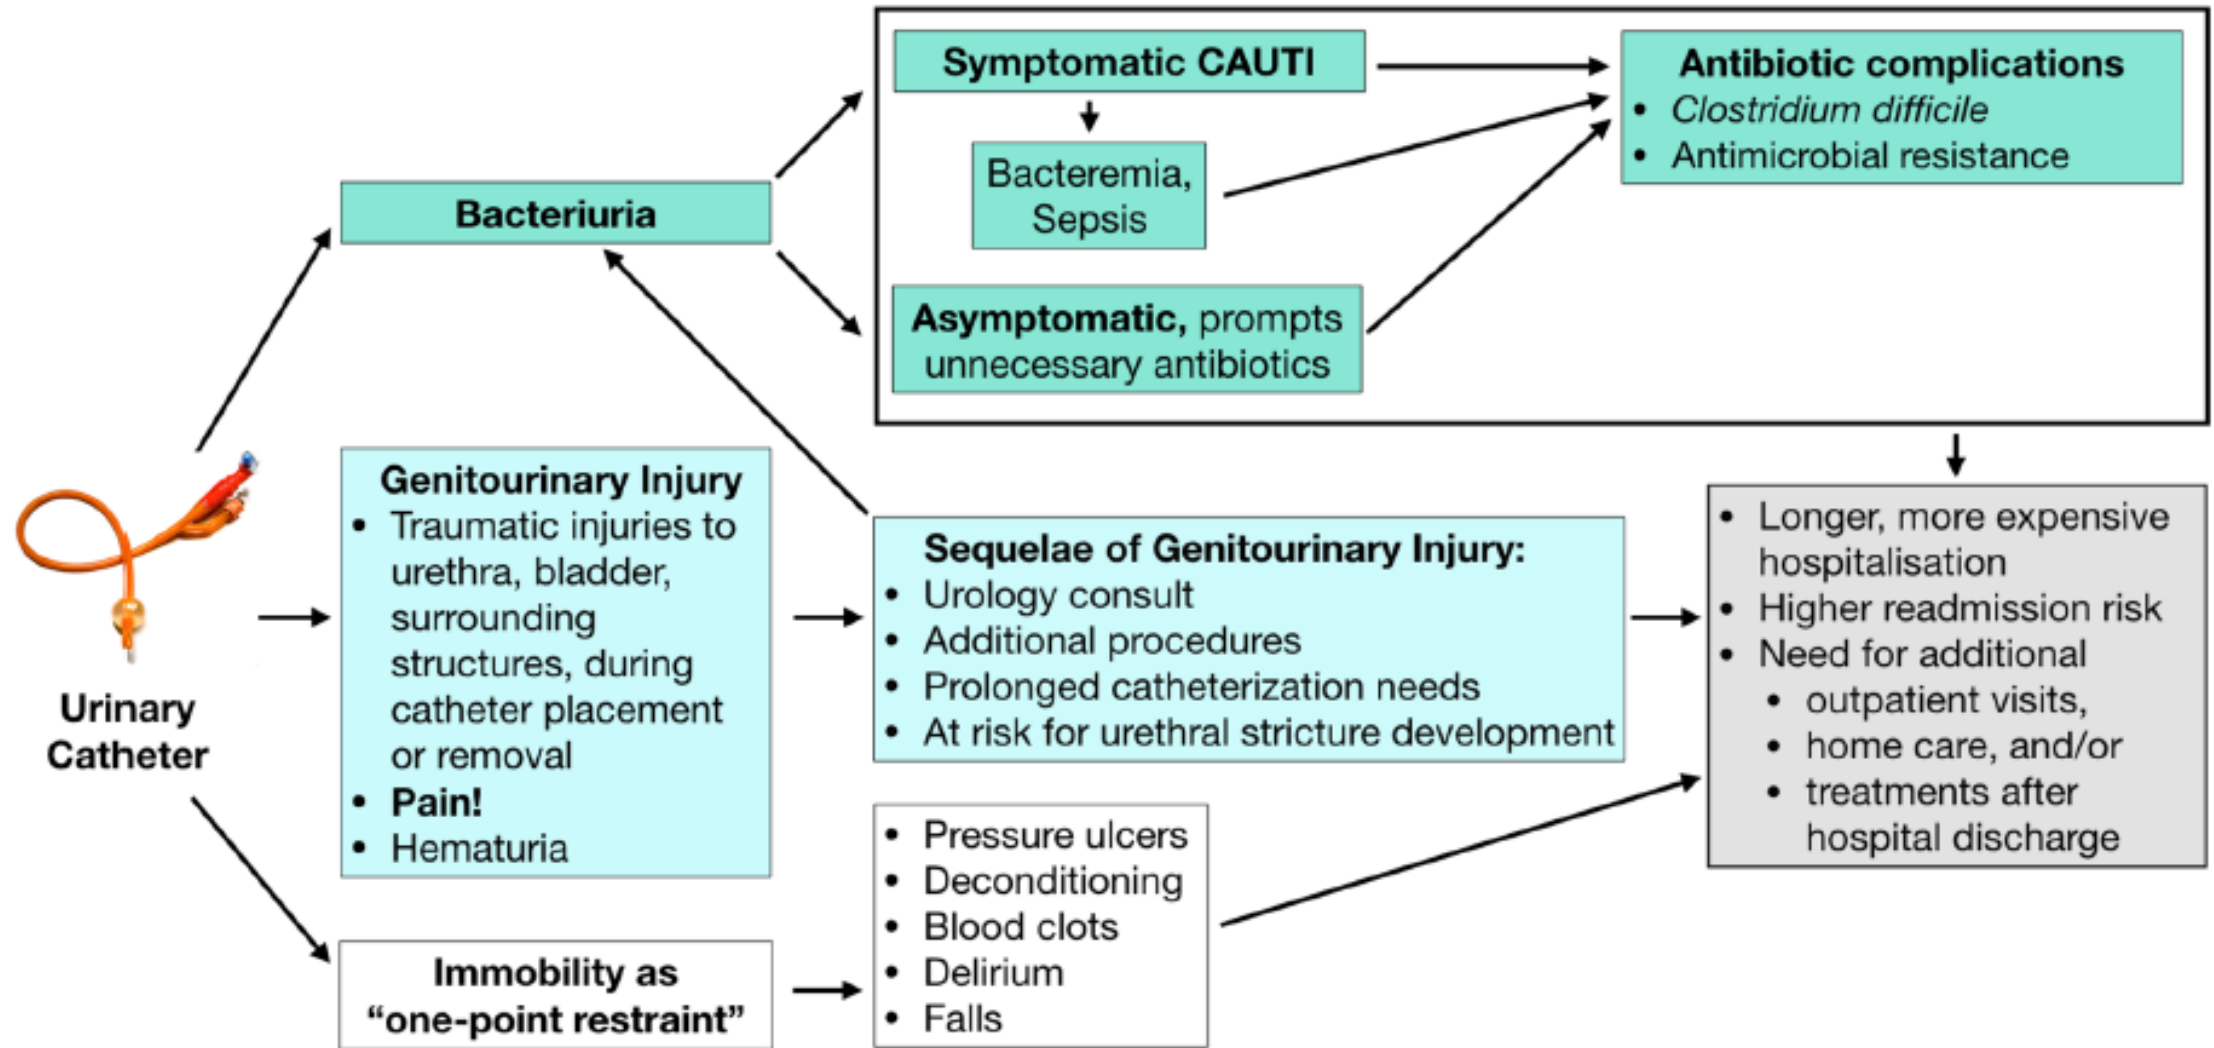 Symptomatic CAUTI
Bacteremia,
Sepsis
Asymptomatic, prompts
unnecessary antibiotics
Antibiotic complications
• Clostridium difficile
• Antimicrobial resistance
Bacteriuria
Urinary
Catheter
Genitourinary Injury
• Traumatic injuries to
urethra, bladder,
surrounding
structures, during
catheter placement
or removal
• Pain!
• Hematuria
Sequelae of Genitourinary Injury:
• Urology consult
• Additional procedures
• Prolonged catheterization needs
• At risk for urethral stricture development
• Longer, more expensive
hospitalisation
• Higher readmission risk
• Need for additional
• outpatient visits,
• home care, and/or
• treatments after
hospital discharge
Immobility as
“one-point restraint”
• Pressure ulcers
• Deconditioning
• Blood clots
• Delirium
• Falls